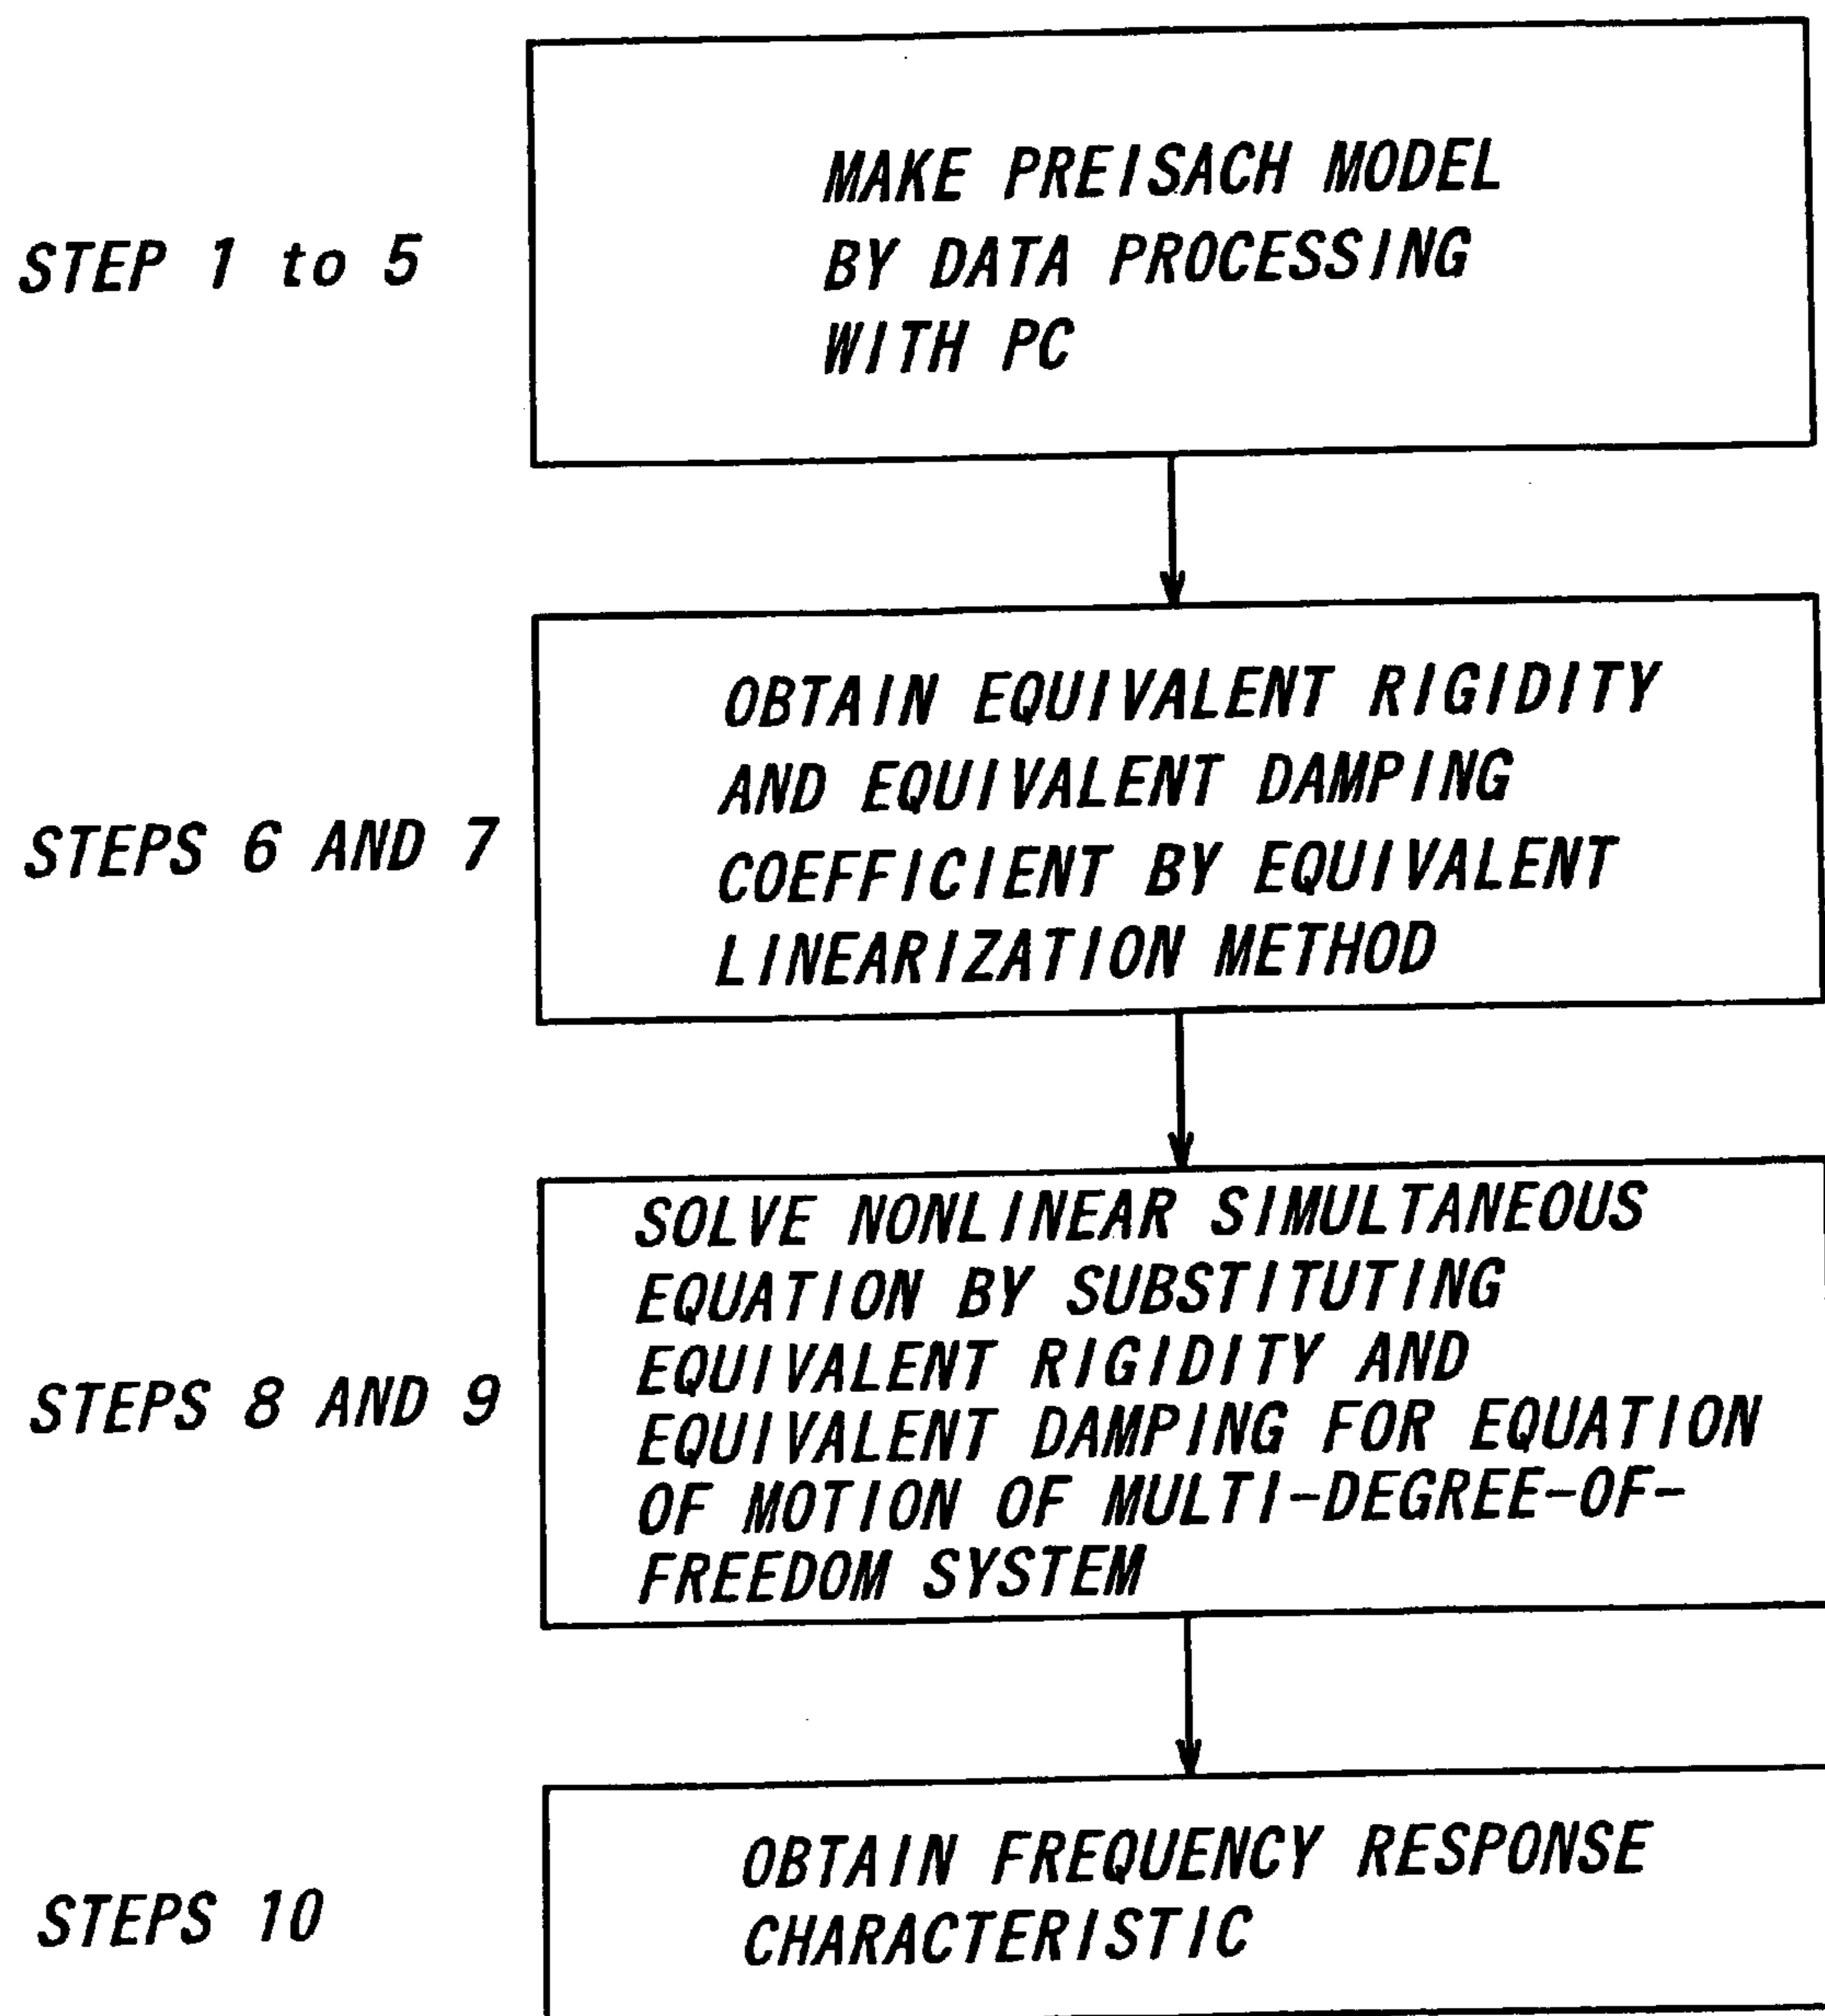 MAKE PREISACH MODEL
BY DATA PROCESSING
WITH PC
STEP 1 to 5
OBTAIN EQUIVALENT RIGIDITY
AND EQUIVALENT DAMPING
COEFFICIENT BY EQUIVALENT
LINEARIZATION METHOD
STEPS 6 AND 7
SOLVE NONLINEAR SIMULTANEOUS
EQUATION BY SUBSTITUTING
EQUIVALENT RIGIDITY AND
EQUIVALENT DAMPING FOR EQUATION
OF MOTION OF MULTI-DEGREE-OF-
FREEDOM SYSTEM
STEPS 8 AND 9
OBTAIN FREQUENCY RESPONSE
CHARACTERISTIC
STEPS 10